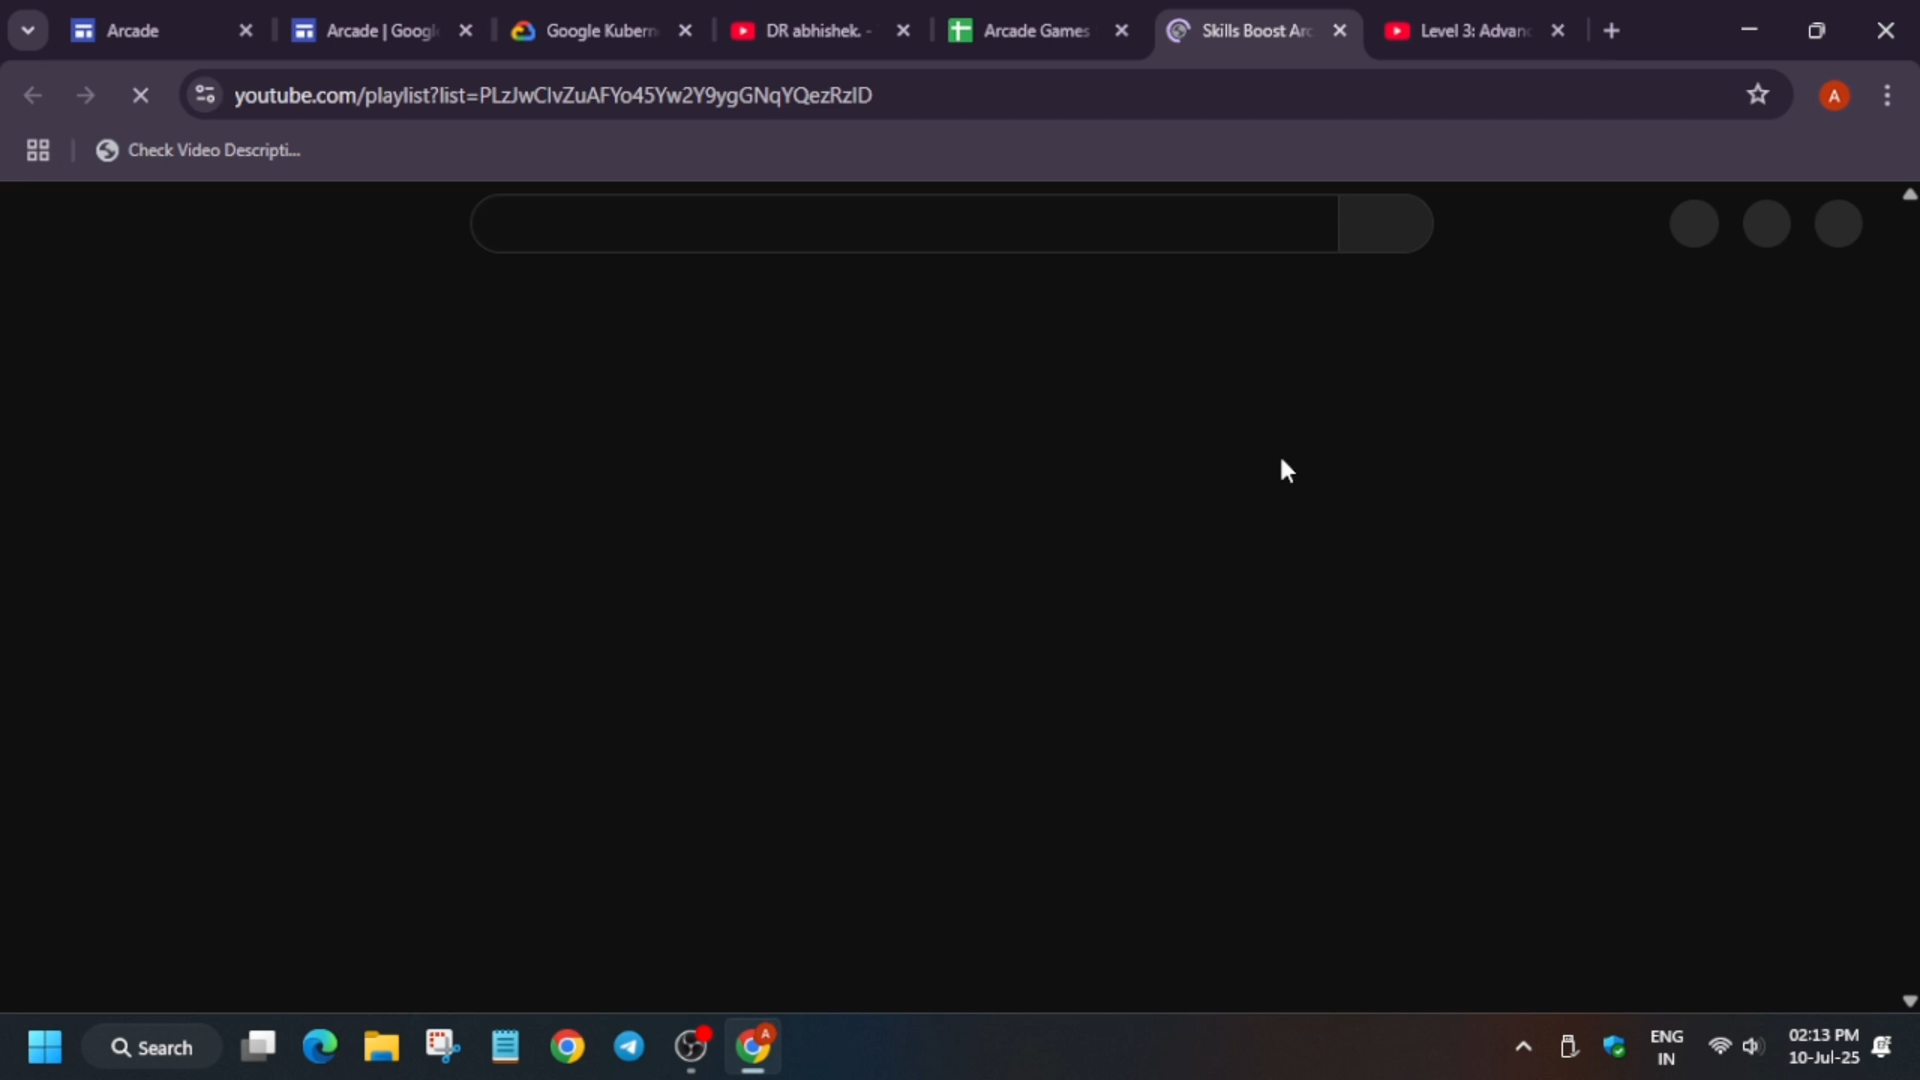 Arcade
Arcade | Googl
Google Kubern
DR abhishek. -
Arcade Games
Skills Boost Arc
Level 3: Advanc
youtube.com/playlist?list=PLzJwClvZuAFYo45Yw2Y9ygGNqYQezRzlD
A
Check Video Descripti...
Search
A
ENG
IN
02:13 PM
10-Jul-25